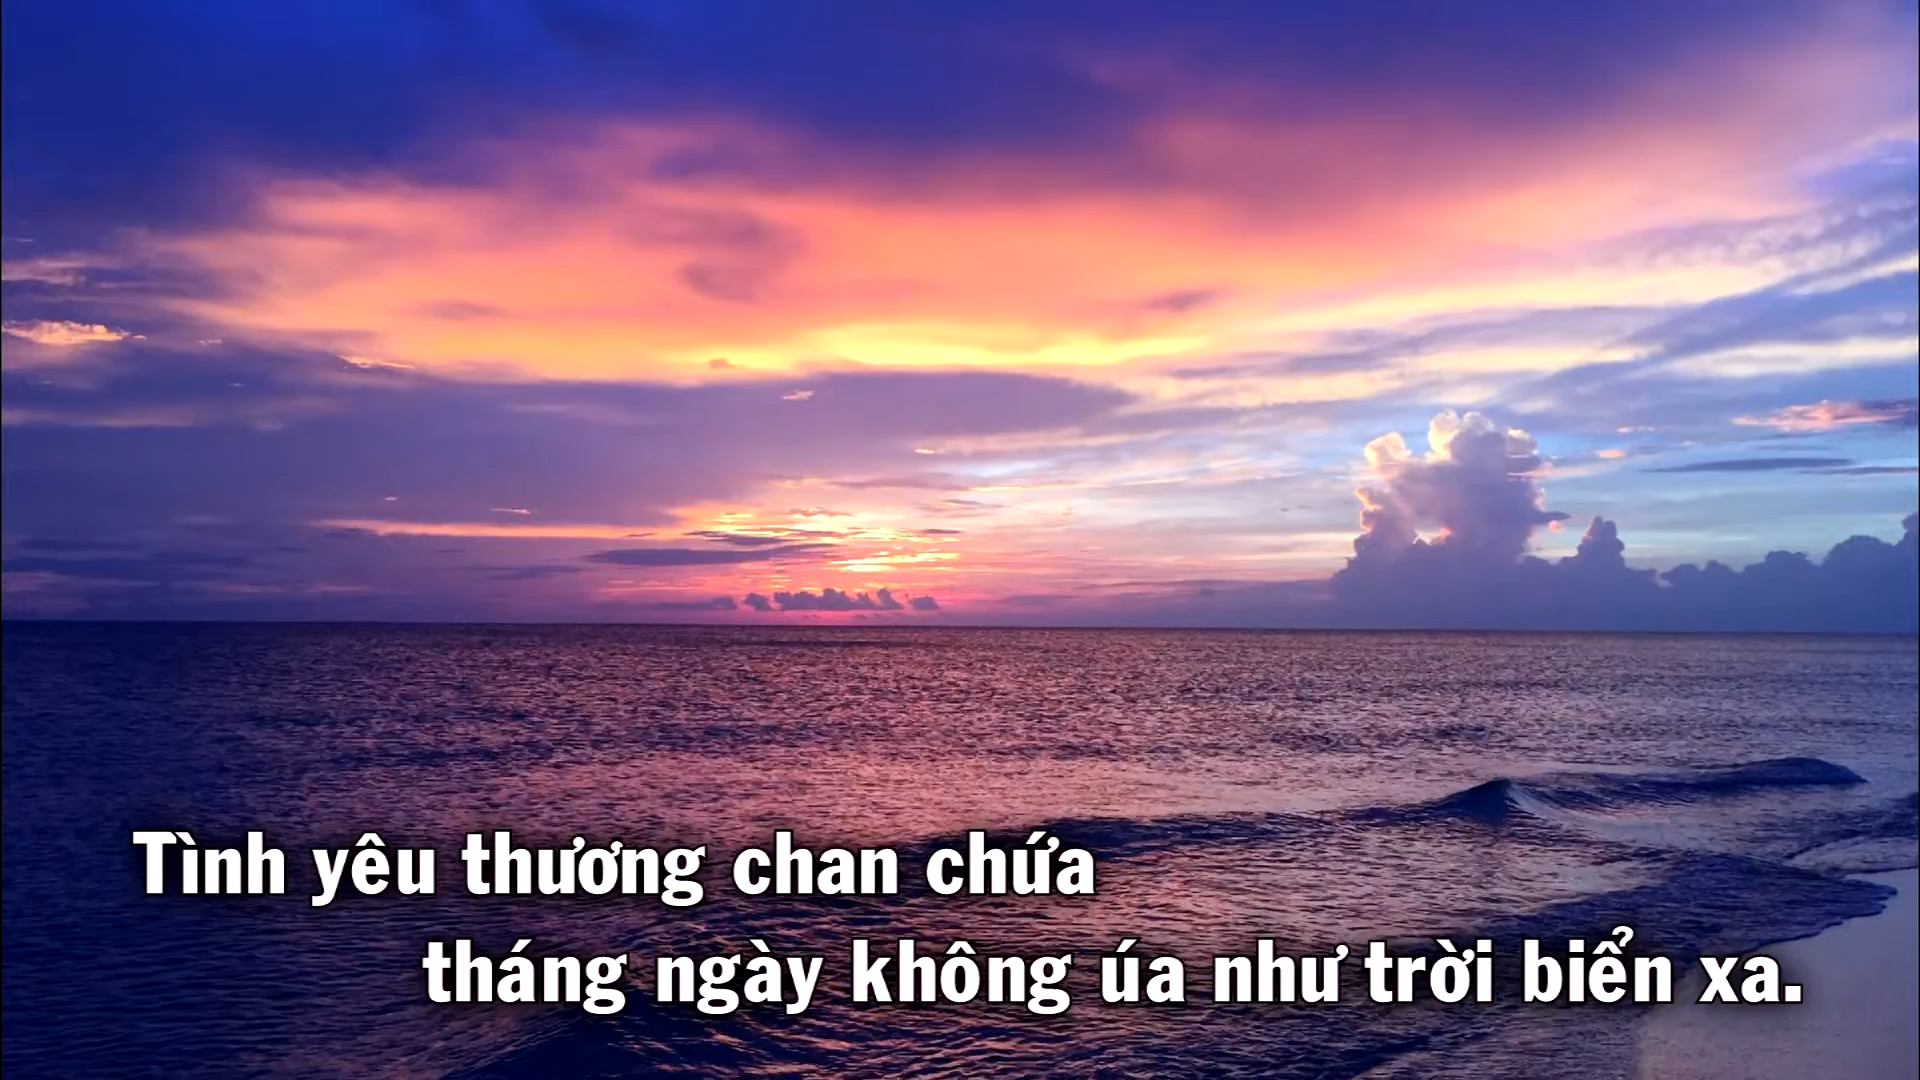 Tình yêu thương chan chứa
tháng ngày không úa như trời biển xa.